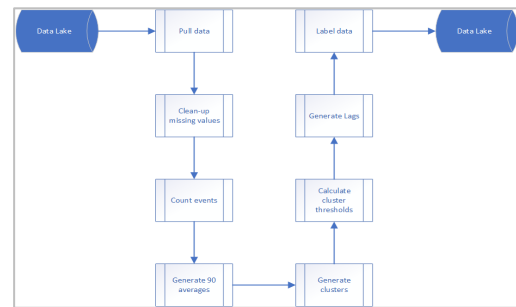 Data Lake
Pull data
Clean-up
missing values
Count events
Generate 90
averages
Generate
clusters
Calculate
cluster
thresholds
Generate Lags
Label data
Data Lake